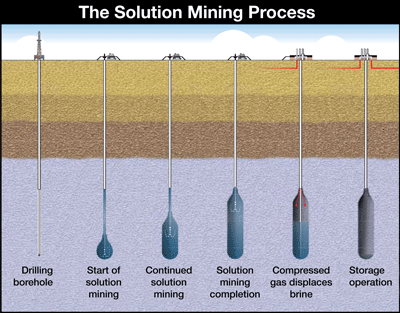 The Solution Mining Process
Drilling
borehole
Start of
solution
mining
Continued
solution
mining
Solution
mining
completion
Compressed
gas displaces
brine
Storage
operation